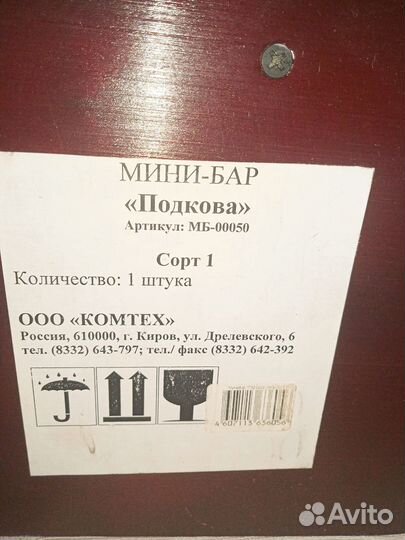 МИНИ-БАР
«Подкова»
Артикул: МБ-00050
Сорт 1
Количество: 1 штука
ООО «КОМТЕХ»
Россия, 610000, г. Киров, ул. Дрелевского, 6
тел. (8332) 643-797; тел./ факс (8332) 642-392
4 607113 656056
Avito